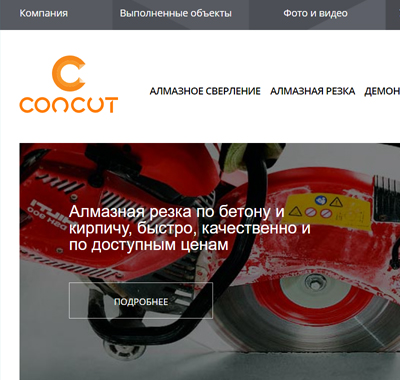 Компания Выполненные объекты Фото и видео
CONCUT
АЛМАЗНОЕ СВЕРЛЕНИЕ АЛМАЗНАЯ РЕЗКА ДЕМОН
Алмазная резка по бетону и
кирпичу, быстро, качественно и
по доступным ценам
ПОДРОБНЕЕ